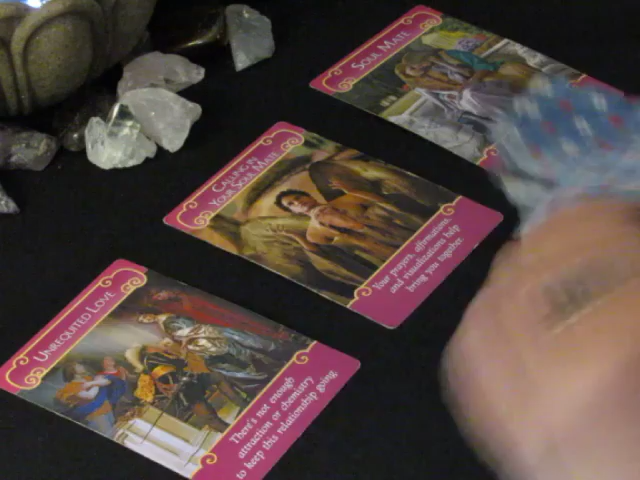 SOUL MATE
CALLING IN
YOUR SOUL MATE
Your prayers, affirmations,
and visualizations help
bring you together.
UNREQUITED LOVE
There's not enough
attraction or chemistry
to keep this relationship going.